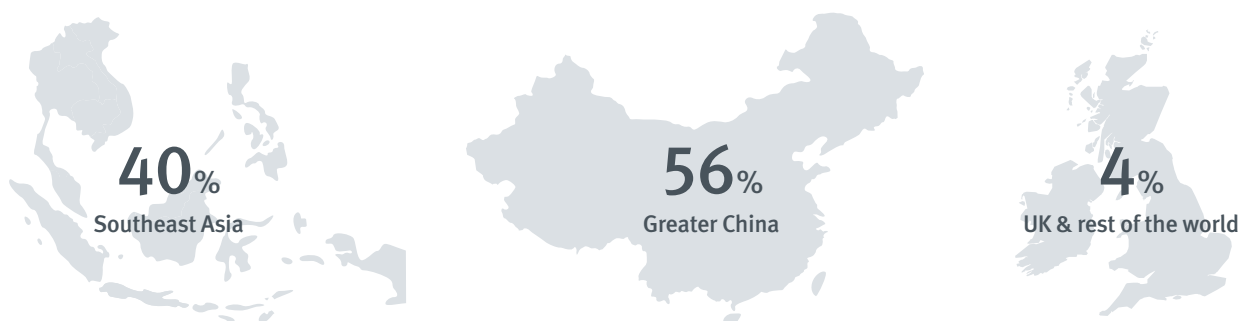 40%
Southeast Asia
56%
Greater China
4%
UK & rest of the world